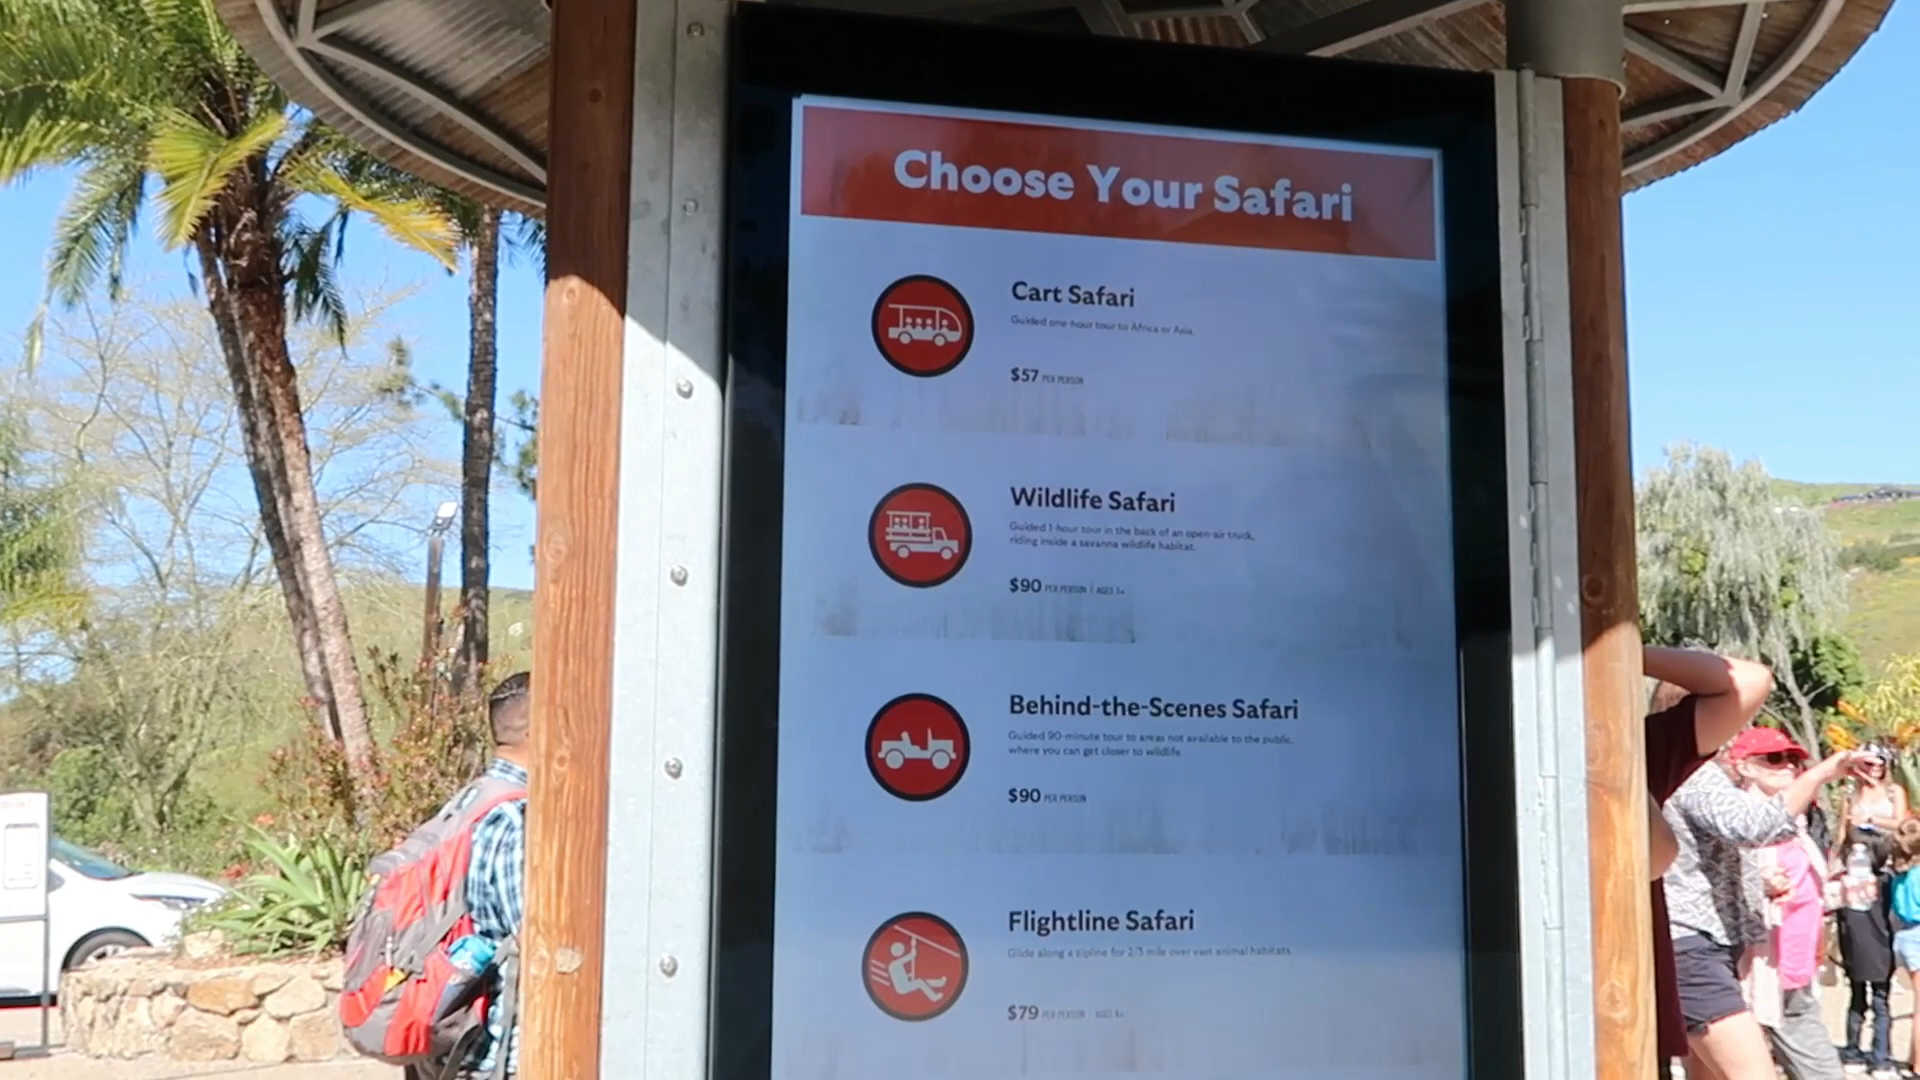 Choose Your Safari
Cart Safari
Guided one-hour tour to Africa or Asia.
$57 PER PERSON
Wildlife Safari
Guided 1-hour tour in the back of an open-air truck,
riding inside a savanna wildlife habitat.
$90 PER PERSON | AGES
Behind-the-Scenes Safari
Guided 90-minute tour to areas not available to the public,
where you can get closer to wildlife.
$90 PER PERSON
Flightline Safari
Glide along a zipline for 2/3 mile over vast animal habitats.
$79 PER PERSON | AGES